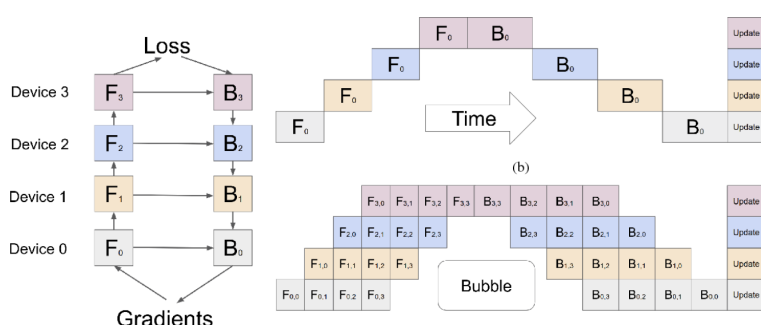 Loss
Device 3 F3 B3
Device 2 F2 B2
Device 1 F1 B1
Device 0 F0 B0
Gradients
F0 B0 Update
F0 B0 Update
F0 B0 Update
F0 Time B0 Update
(b)
F3,0 F3,1 F3,2 F3,3 B3,3 B3,2 B3,1 B3,0 Update
F2,0 F2,1 F2,2 F2,3 B2,3 B2,2 B2,1 B2,0 Update
F1,0 F1,1 F1,2 F1,3 B1,3 B1,2 B1,1 B1,0 Update
F0,0 F0,1 F0,2 F0,3 Bubble B0,3 B0,2 B0,1 B0.0 Update